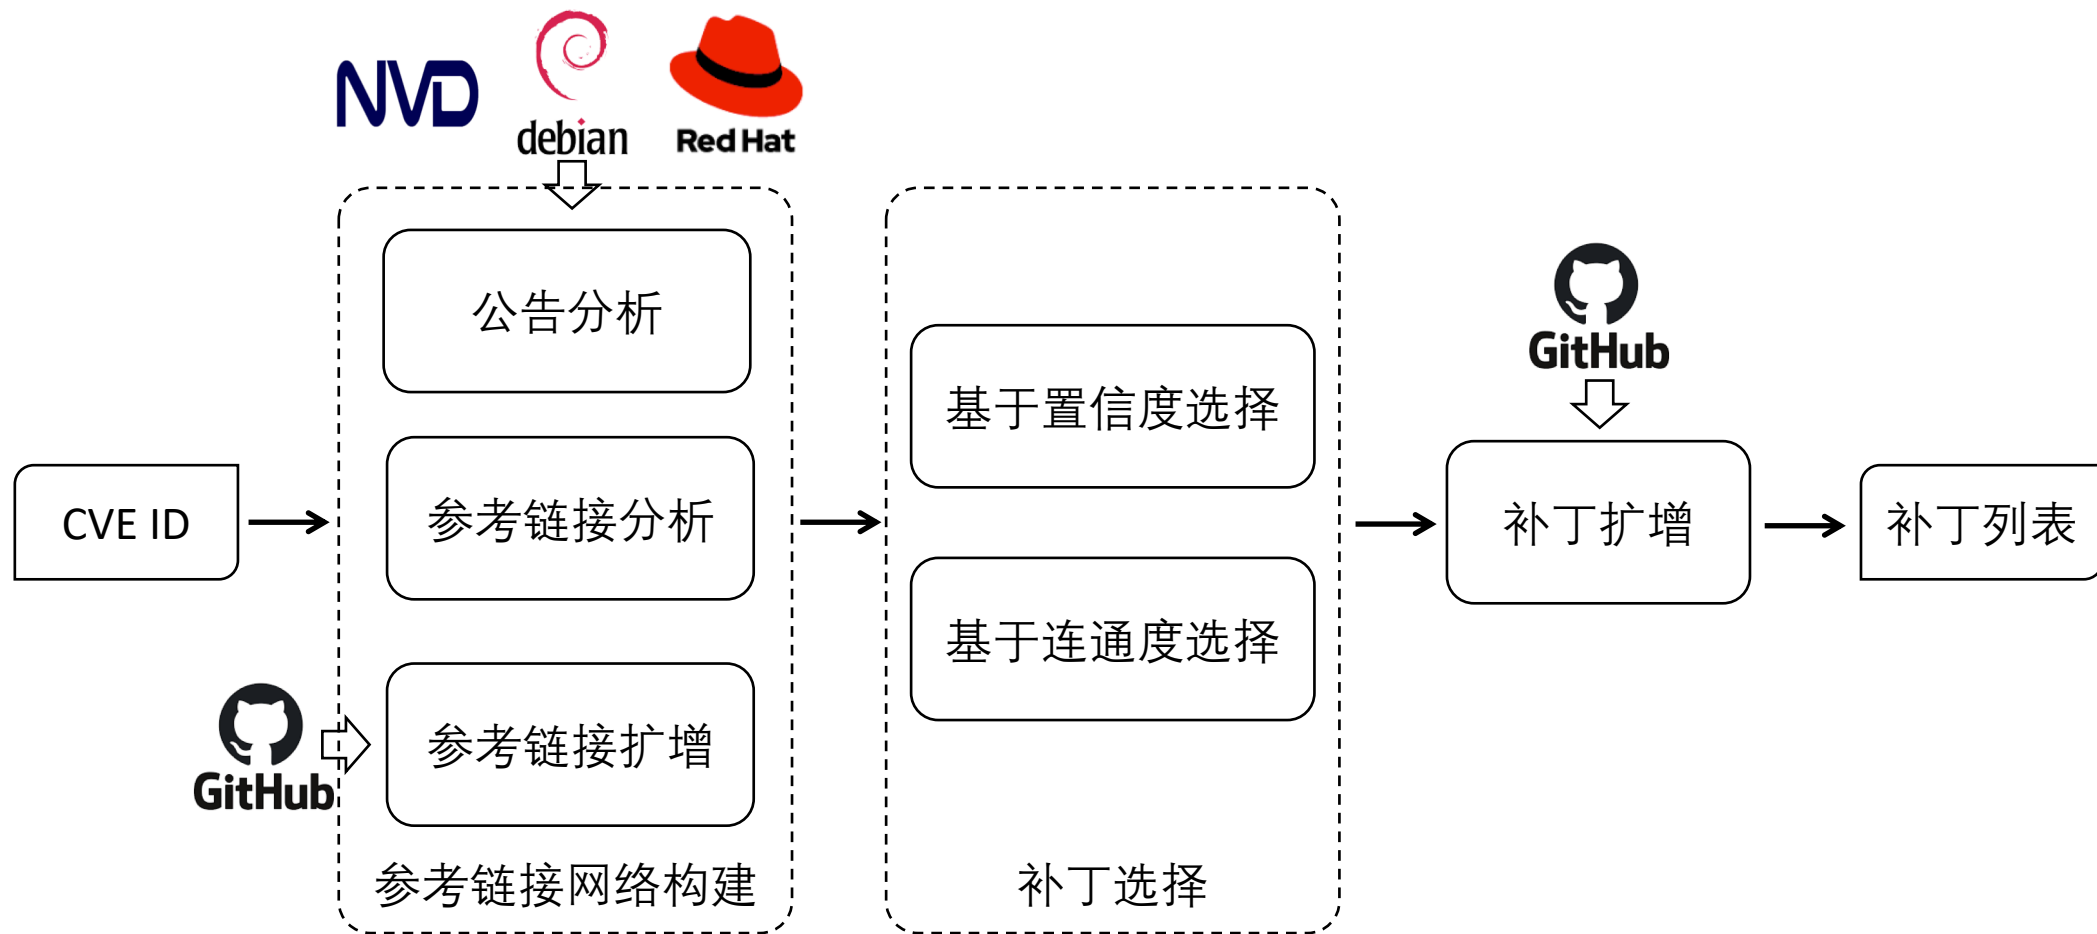 NVD
debian
Red Hat
公告分析
CVE ID
参考链接分析
GitHub
参考链接扩增
参考链接网络构建
基于置信度选择
基于连通度选择
补丁选择
GitHub
补丁扩增
补丁列表